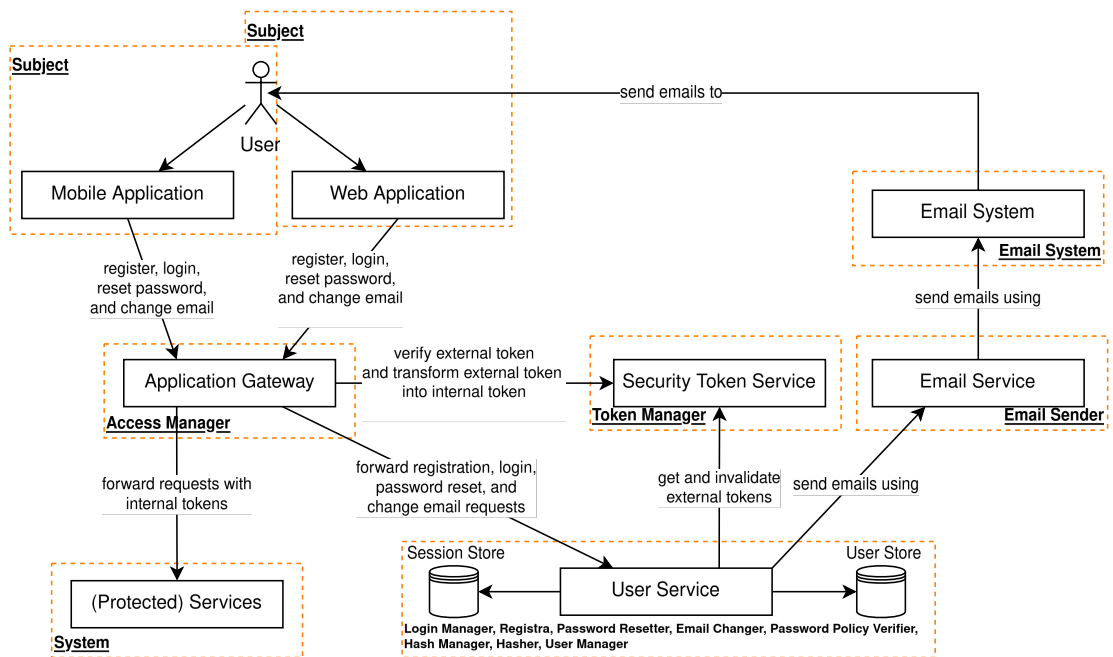 Subject
Subject
User
send emails to
Mobile Application
Web Application
Email System
Email System
register, login,
reset password,
and change email
register, login,
reset password,
and change email
send emails using
Application Gateway
Access Manager
verify external token
and transform external token
into internal token
Security Token Service
Token Manager
Email Service
Email Sender
forward requests with
internal tokens
forward registration, login,
password reset, and
change email requests
get and invalidate
external tokens
send emails using
(Protected) Services
System
Session Store
User Store
User Service
Login Manager, Registra, Password Resetter, Email Changer, Password Policy Verifier,
Hash Manager, Hasher, User Manager